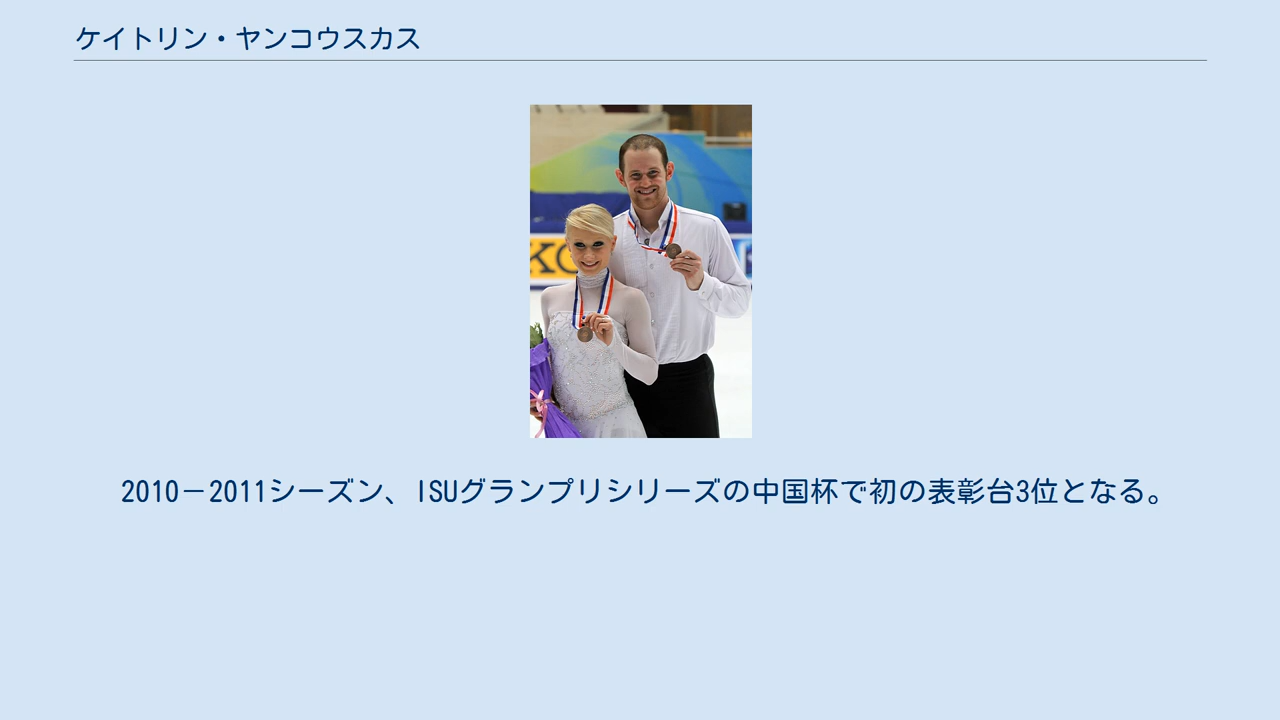 ケイトリン・ヤンコウスカス
KO
2010－2011シーズン、ISUグランプリシリーズの中国杯で初の表彰台3位となる。